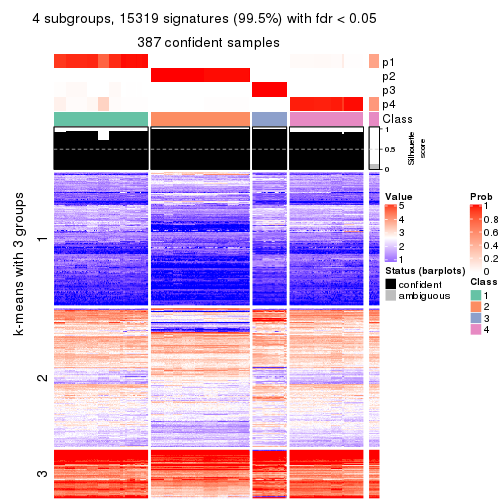 4 subgroups, 15319 signatures (99.5%) with fdr < 0.05
387 confident samples
p1
p2
p3
p4
Class
1
0.5
0
Silhouette
score
k-means with 3 groups
1
2
3
Value
5
4
3
2
1
Status (barplots)
confident
ambiguous
Prob
1
0.8
0.6
0.4
0.2
0
Class
1
2
3
4